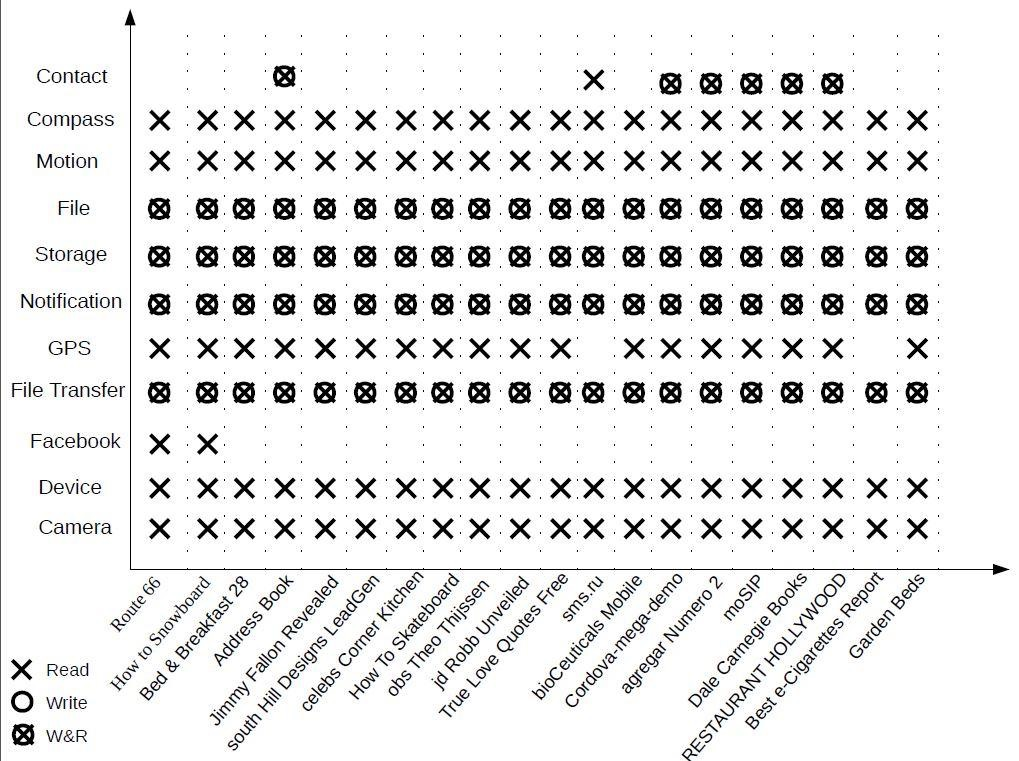 Contact
Compass
Motion
File
Storage
Notification
GPS
File Transfer
Facebook
Device
Camera
Route 66
How to Snowboard
Bed & Breakfast 28
Address Book
Jimmy Fallon Revealed
south Hill Designs LeadGen
celebs Corner Kitchen
How To Skateboard
obs Theo Thijssen
jd Robb Unveiled
True Love Quotes Free
sms.ru
bioCeuticals Mobile
Cordova-mega-demo
agregar Numero 2
moSIP
Dale Carnegie Books
RESTAURANT HOLLYWOOD
Best e-Cigarettes Report
Garden Beds
Read
Write
W&R